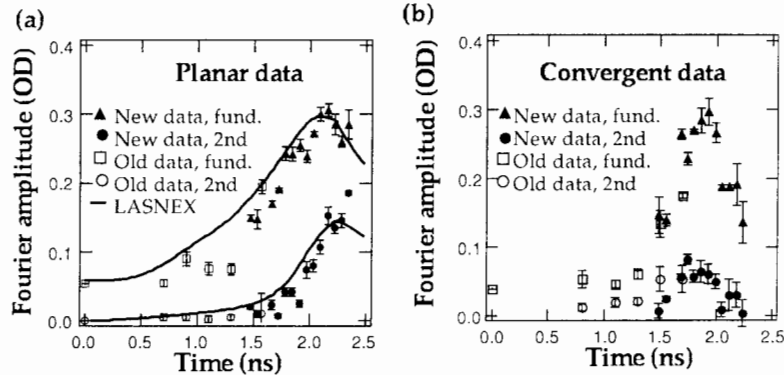 (a)
Fourier amplitude (OD)
0.4
0.3
0.2
0.1
0.0
Planar data
New data, fund.
New data, 2nd
Old data, fund.
Old data, 2nd
LASNEX
0.0 0.5 1.0 1.5 2.0 2.5
Time (ns)
(b)
Fourier amplitude (OD)
0.4
0.3
0.2
0.1
0.0
Convergent data
New data, fund.
New data, 2nd
Old data, fund.
Old data, 2nd
0.0 0.5 1.0 1.5 2.0 2.5
Time (ns)